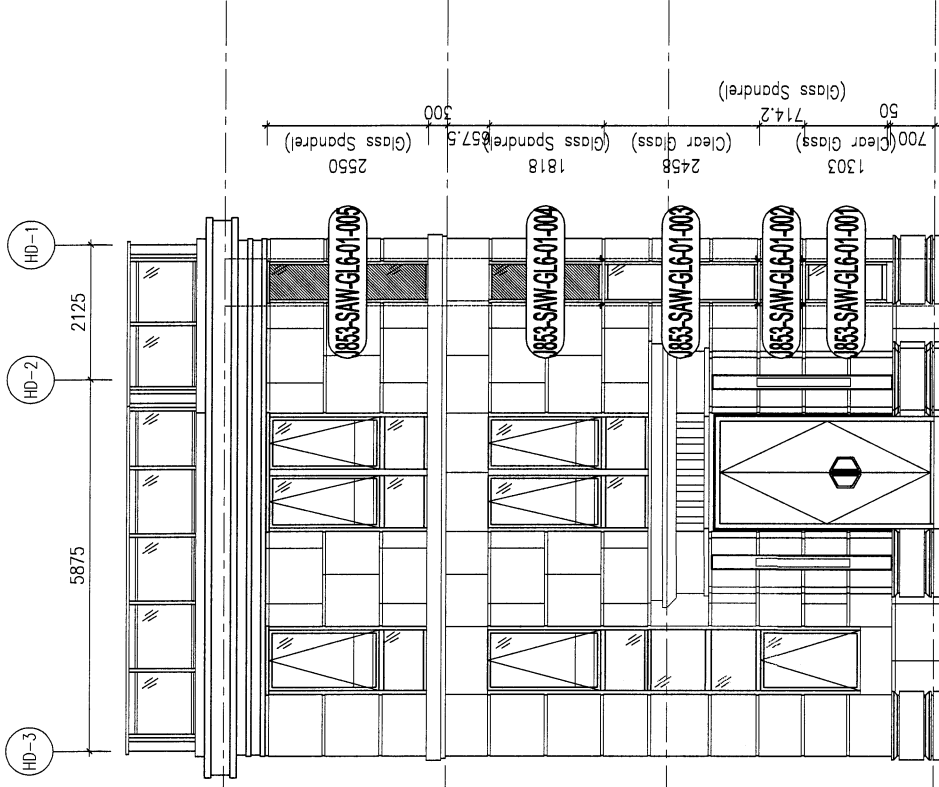 50
700
(Clear Glass)
1303
714.2
(Glass Spandrel)
2458
(Clear Glass)
1818
(Glass Spandrel)
657.5
300
2550
(Glass Spandrel)
HD-1
2125
HD-2
5875
HD-3
853-SAW-GL6-01-005
853-SAW-GL6-01-004
853-SAW-GL6-01-003
853-SAW-GL6-01-002
853-SAW-GL6-01-001